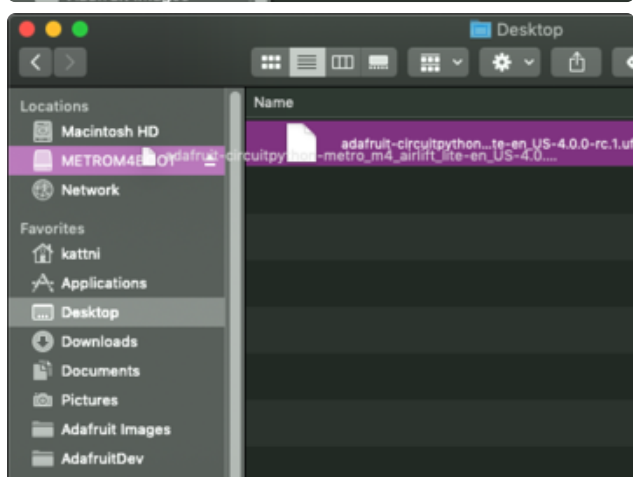 Desktop
Locations
Macintosh HD
METROM4BOOT
Network
Favorites
kattni
Applications
Desktop
Downloads
Documents
Pictures
Adafruit Images
AdafruitDev
Name
adafruit-circuitpython...te-en_US-4.0.0-rc.1.uf
adafruit-circuitpython-metro_m4_airlift_lite-en_US-4.0....